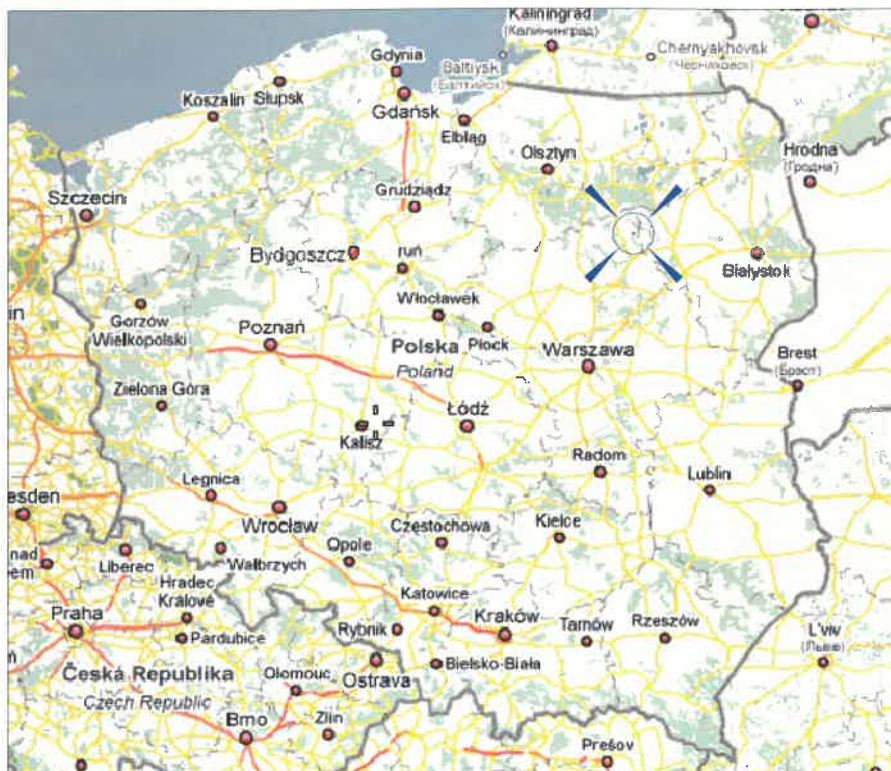 Kaliningrad
(Калининград)
Gdynia
Baltiysk
(Балтийск)
Chernyakhovsk
(Черняховск)
Koszalin
Słupsk
Gdańsk
Elbląg
Olsztyn
Hrodna
(Гродна)
Szczecin
Grudziądz
Bydgoszcz
ruń
Białystok
Włocławek
Gorzów
Wielkopolski
Poznań
Polska
Poland
Płock
Warszawa
Brest
(Брэст)
Zielona Góra
Kalisz
Łódź
Radom
Legnica
Lublin
esden
Wrocław
Częstochowa
Kielce
nad
em
Liberec
Wałbrzych
Opole
Hradec
Králové
Katowice
Praha
Kraków
Pardubice
Rybnik
Tarnów
Rzeszów
L'viv
(Львів)
Česká Republika
Czech Republic
Olomouc
Ostrava
Bielsko-Biała
Brno
Zlín
Prešov